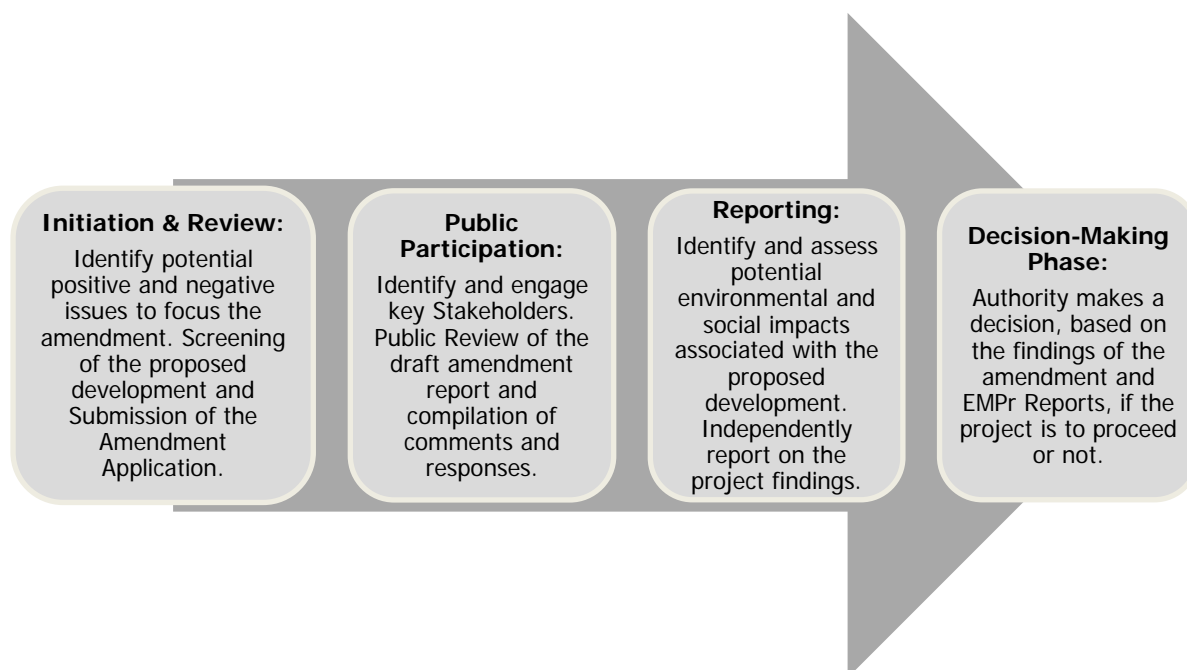 Initiation & Review:
Identify potential
positive and negative
issues to focus the
amendment. Screening
of the proposed
development and
Submission of the
Amendment
Application.
Public
Participation:
Identify and engage
key Stakeholders.
Public Review of the
draft amendment
report and
compilation of
comments and
responses.
Reporting:
Identify and assess
potential
environmental and
social impacts
associated with the
proposed
development.
Independently
report on the
project findings.
Decision-Making
Phase:
Authority makes a
decision, based on
the findings of the
amendment and
EMPr Reports, if the
project is to proceed
or not.